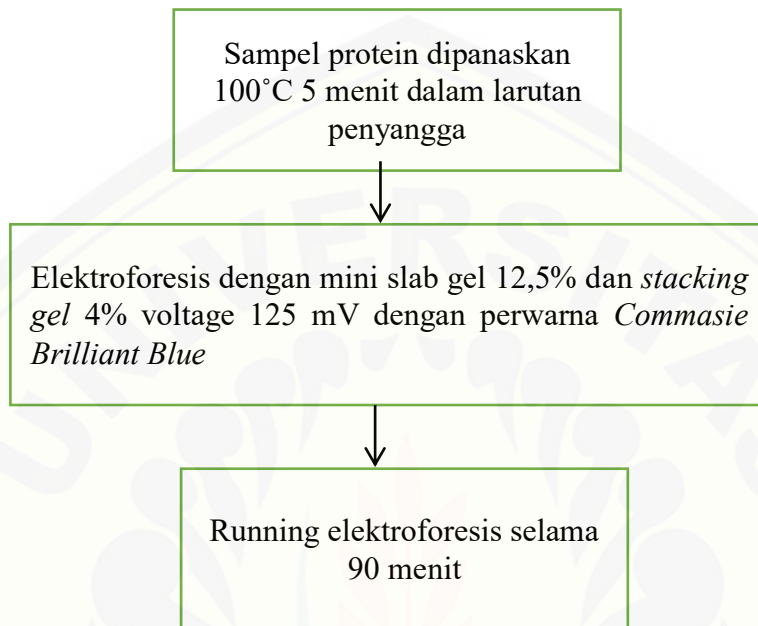 Sampel protein dipanaskan
100˚C 5 menit dalam larutan
penyangga
Elektroforesis dengan mini slab gel 12,5% dan stacking
gel 4% voltage 125 mV dengan perwarna Commasie
Brilliant Blue
Running elektroforesis selama
90 menit
UNIVERSITAS